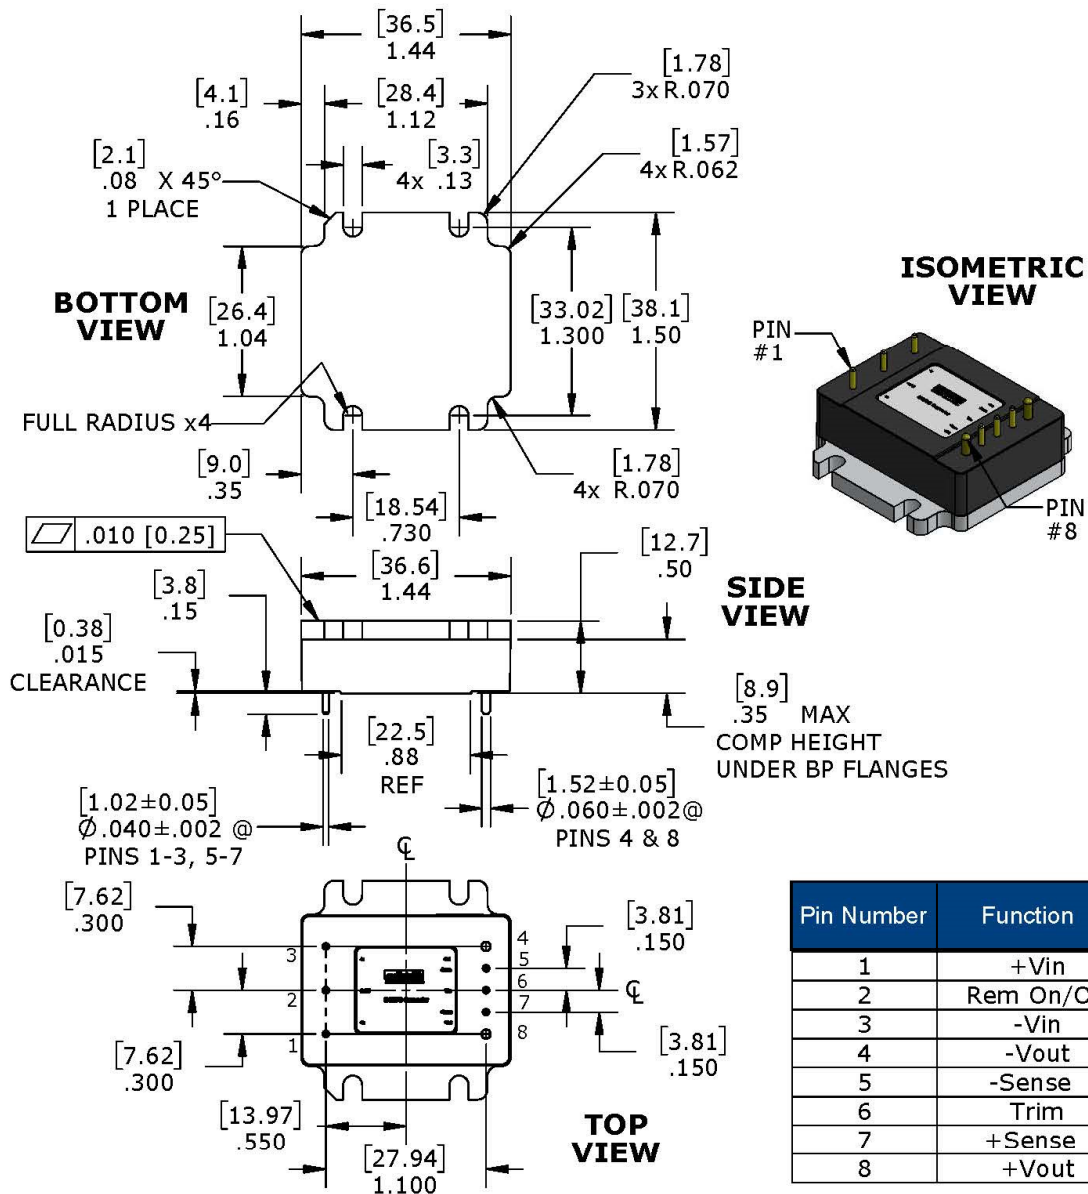 [36.5]
1.44
[4.1]
.16
[28.4]
1.12
[1.78]
3x R.070
[2.1]
.08 X 45°
1 PLACE
[3.3]
4x .13
[1.57]
4x R.062
BOTTOM
VIEW
[26.4]
1.04
[33.02]
1.300
[38.1]
1.50
FULL RADIUS x4
[9.0]
.35
[18.54]
.730
[1.78]
4x R.070
ISOMETRIC
VIEW
PIN
#1
PIN
#8
⏥ .010 [0.25]
[36.6]
1.44
[12.7]
.50
SIDE
VIEW
[3.8]
.15
[0.38]
.015
CLEARANCE
[22.5]
.88
REF
[8.9]
.35 MAX
COMP HEIGHT
UNDER BP FLANGES
[1.02±0.05]
Ø.040±.002 @
PINS 1-3, 5-7
[1.52±0.05]
Ø.060±.002@
PINS 4 & 8
℄
[7.62]
.300
3
2
1
4
5
6
7
8
[3.81]
.150
℄
[7.62]
.300
[3.81]
.150
[13.97]
.550
[27.94]
1.100
TOP
VIEW
Pin Number Function
1 +Vin
2 Rem On/O
3 -Vin
4 -Vout
5 -Sense
6 Trim
7 +Sense
8 +Vout